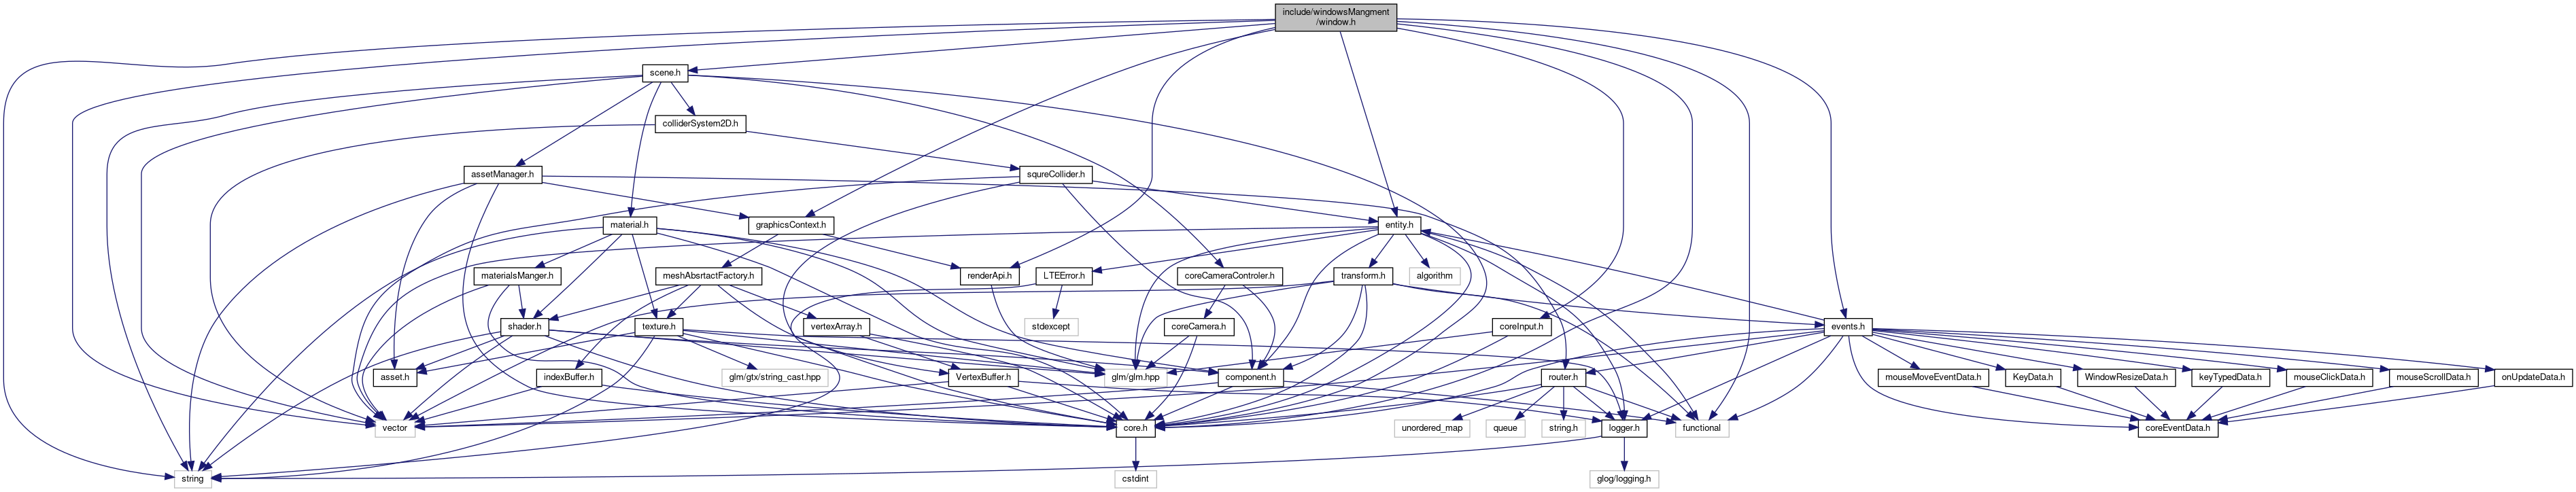 include/windowsMangment
/window.h
scene.h
colliderSystem2D.h
assetManager.h
squreCollider.h
material.h
graphicsContext.h
entity.h
materialsManger.h
meshAbsrtactFactory.h
renderApi.h
LTEError.h
coreCameraControler.h
transform.h
algorithm
shader.h
texture.h
vertexArray.h
stdexcept
coreCamera.h
coreInput.h
events.h
asset.h
indexBuffer.h
glm/gtx/string_cast.hpp
VertexBuffer.h
glm/glm.hpp
component.h
router.h
mouseMoveEventData.h
KeyData.h
WindowResizeData.h
keyTypedData.h
mouseClickData.h
mouseScrollData.h
onUpdateData.h
vector
core.h
unordered_map
queue
string.h
logger.h
functional
coreEventData.h
string
cstdint
glog/logging.h